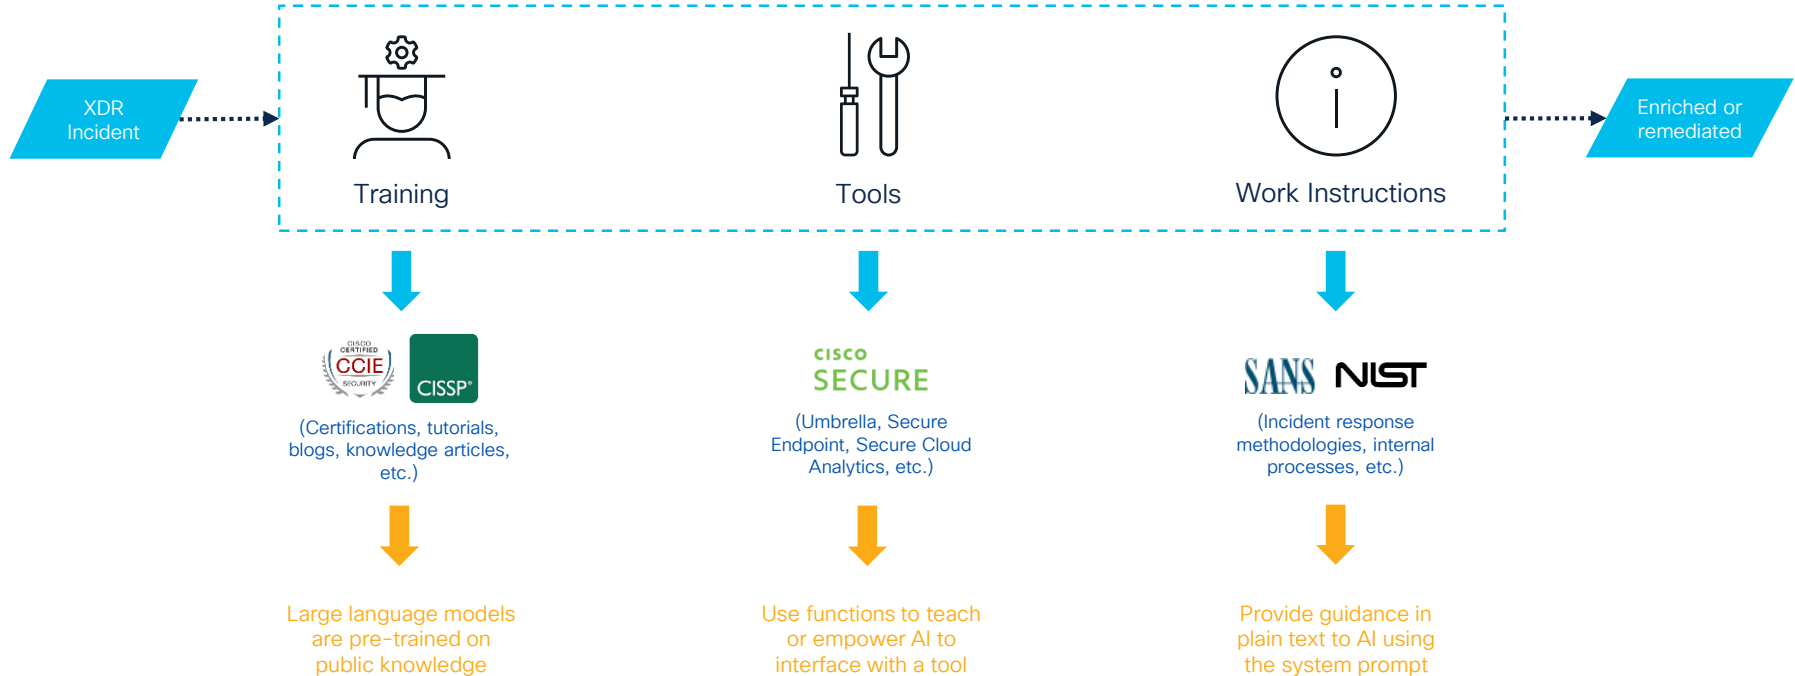 XDR
Incident
Training
Tools
Work Instructions
Enriched or
remediated
CISCO
CERTIFIED
CCIE
SECURITY
CISSP®
(Certifications, tutorials,
blogs, knowledge articles,
etc.)
Large language models
are pre-trained on
public knowledge
CISCO
SECURE
(Umbrella, Secure
Endpoint, Secure Cloud
Analytics, etc.)
Use functions to teach
or empower AI to
interface with a tool
SANS
NIST
(Incident response
methodologies, internal
processes, etc.)
Provide guidance in
plain text to AI using
the system prompt